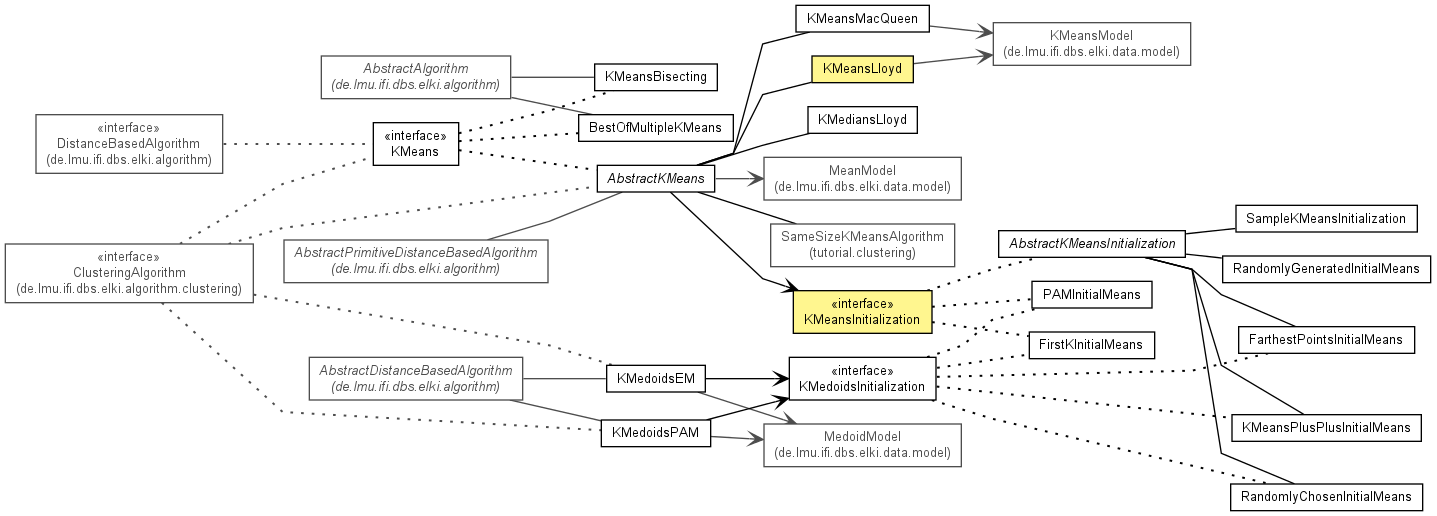 KMeansMacQueen
KMeansModel
(de.lmu.ifi.dbs.elki.data.model)
AbstractAlgorithm
(de.lmu.ifi.dbs.elki.algorithm)
KMeansBisecting
KMeansLloyd
«interface»
DistanceBasedAlgorithm
(de.lmu.ifi.dbs.elki.algorithm)
«interface»
KMeans
BestOfMultipleKMeans
KMediansLloyd
AbstractKMeans
MeanModel
(de.lmu.ifi.dbs.elki.data.model)
«interface»
ClusteringAlgorithm
(de.lmu.ifi.dbs.elki.algorithm.clustering)
AbstractPrimitiveDistanceBasedAlgorithm
(de.lmu.ifi.dbs.elki.algorithm)
SameSizeKMeansAlgorithm
(tutorial.clustering)
AbstractKMeansInitialization
SampleKMeansInitialization
RandomlyGeneratedInitialMeans
«interface»
KMeansInitialization
PAMInitialMeans
FirstKInitialMeans
FarthestPointsInitialMeans
AbstractDistanceBasedAlgorithm
(de.lmu.ifi.dbs.elki.algorithm)
KMedoidsEM
«interface»
KMedoidsInitialization
KMedoidsPAM
MedoidModel
(de.lmu.ifi.dbs.elki.data.model)
KMeansPlusPlusInitialMeans
RandomlyChosenInitialMeans